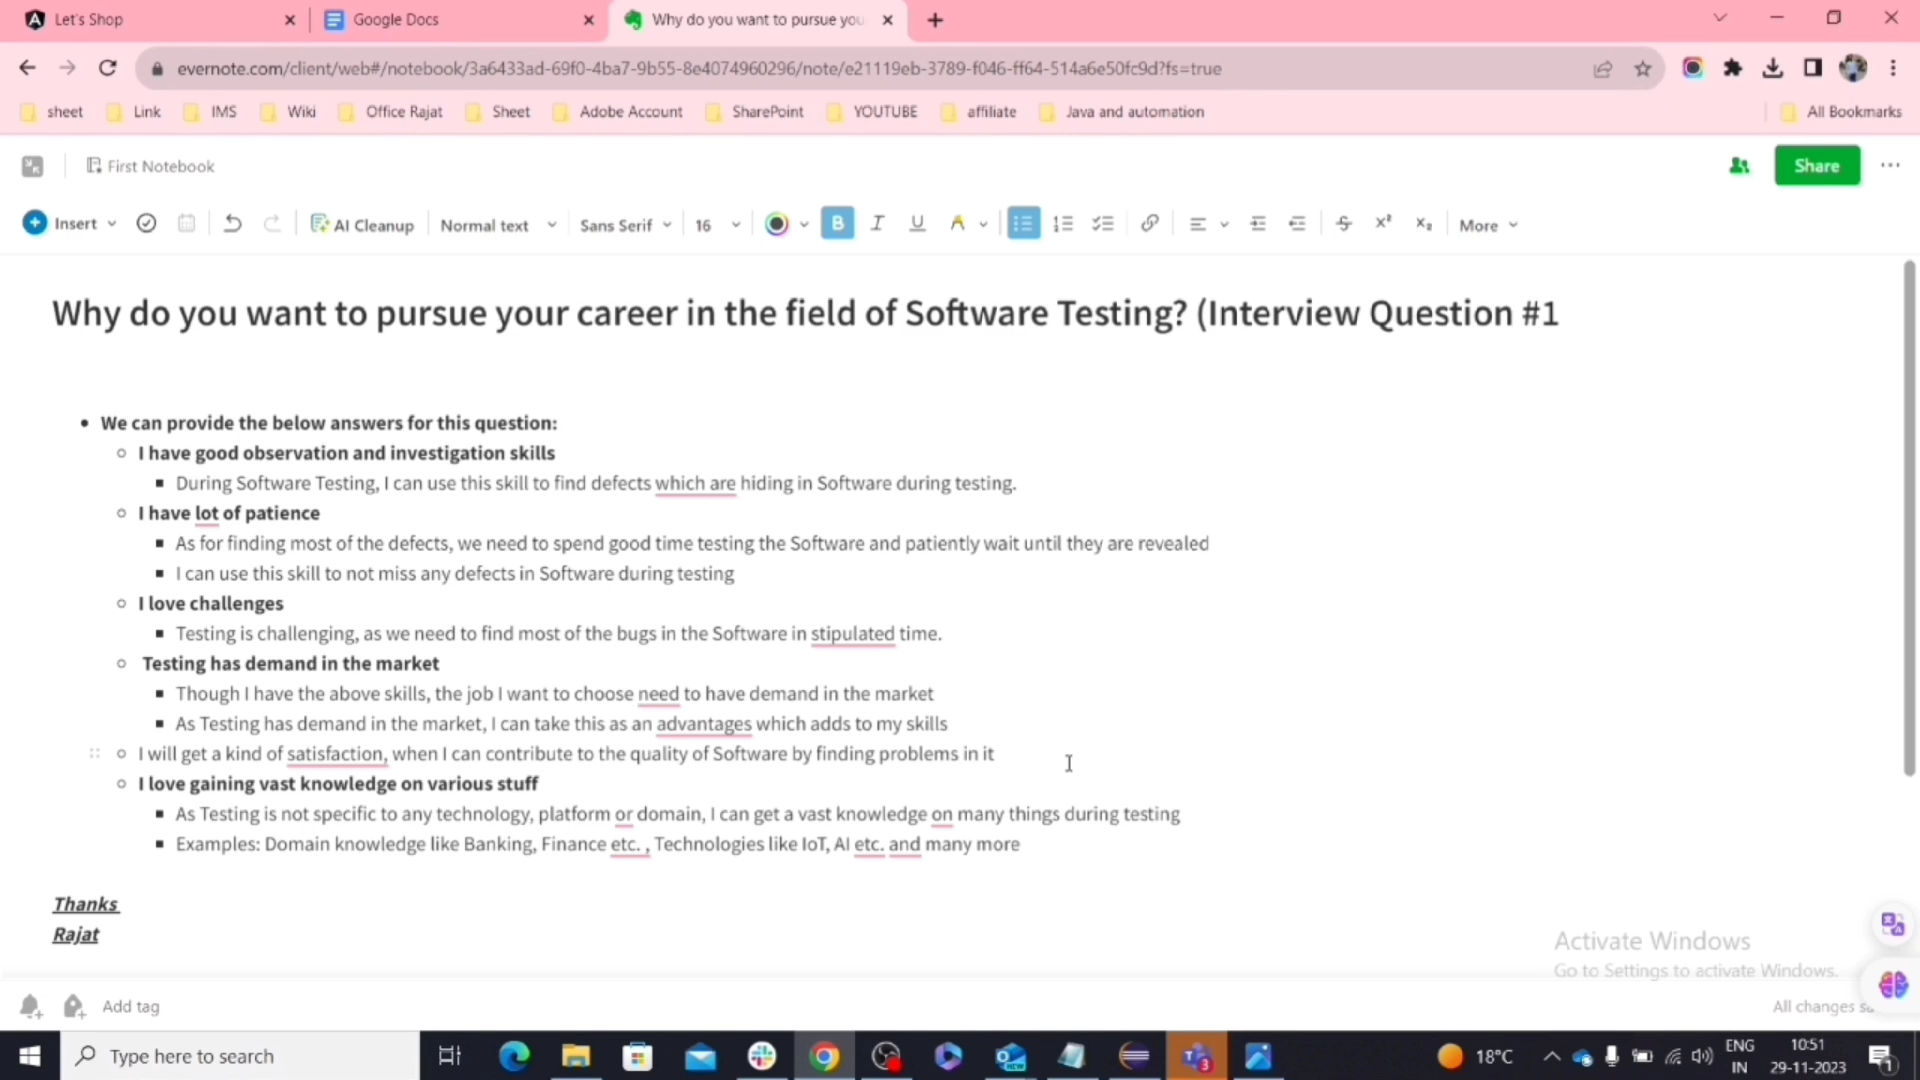 Let's Shop
Google Docs
Why do you want to pursue you
evernote.com/client/web#/notebook/3a6433ad-69f0-4ba7-9b55-8e4074960296/note/e21119eb-3789-f046-ff64-514a6e50fc9d?fs=true
sheet Link IMS Wiki Office Rajat Sheet Adobe Account SharePoint YOUTUBE affiliate Java and automation All Bookmarks
First Notebook Share
Insert AI Cleanup Normal text Sans Serif 16 B I U A More
Why do you want to pursue your career in the field of Software Testing? (Interview Question #1
• We can provide the below answers for this question:
○ I have good observation and investigation skills
▪ During Software Testing, I can use this skill to find defects which are hiding in Software during testing.
○ I have lot of patience
▪ As for finding most of the defects, we need to spend good time testing the Software and patiently wait until they are revealed
▪ I can use this skill to not miss any defects in Software during testing
○ I love challenges
▪ Testing is challenging, as we need to find most of the bugs in the Software in stipulated time.
○ Testing has demand in the market
▪ Though I have the above skills, the job I want to choose need to have demand in the market
▪ As Testing has demand in the market, I can take this as an advantages which adds to my skills
○ I will get a kind of satisfaction, when I can contribute to the quality of Software by finding problems in it
○ I love gaining vast knowledge on various stuff
▪ As Testing is not specific to any technology, platform or domain, I can get a vast knowledge on many things during testing
▪ Examples: Domain knowledge like Banking, Finance etc. , Technologies like IoT, AI etc. and many more
Thanks
Rajat
Activate Windows
Go to Settings to activate Windows.
Add tag
All changes sa
Type here to search
18°C
ENG
IN
10:51
29-11-2023